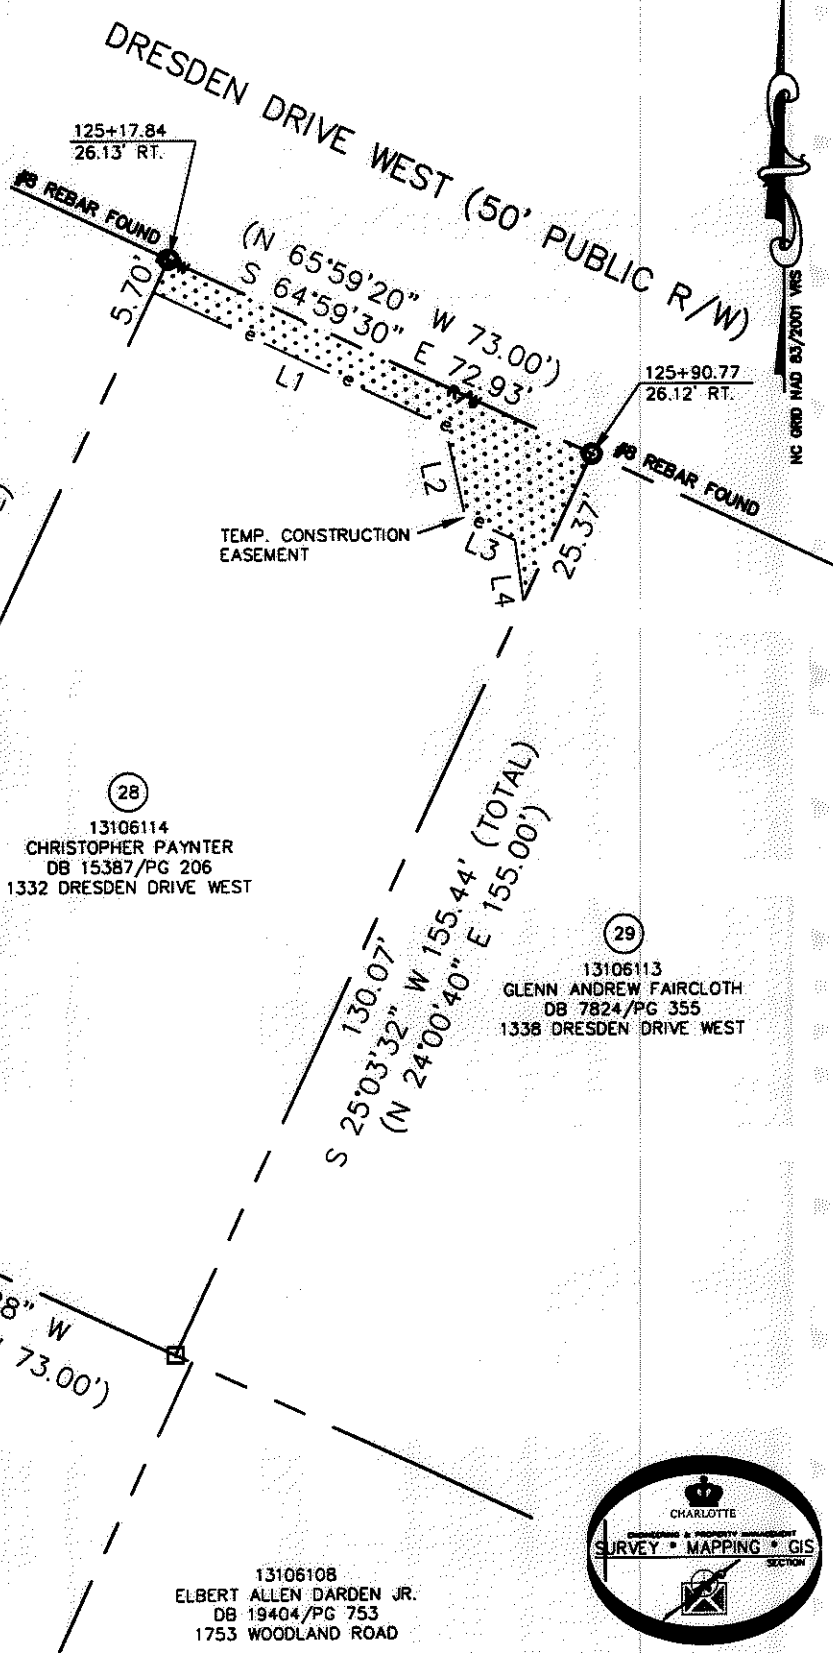 DRESDEN DRIVE WEST (50' PUBLIC R/W)
125+17.84
26.13' RT.
#8 REBAR FOUND
(N 65°59'20" W 73.00')
S 64°59'30" E 72.93'
5.70'
e
L1
e
R/W
e
125+90.77
26.12' RT.
#8 REBAR FOUND
NC GRID NAD 83/2001 VRS
L2
TEMP. CONSTRUCTION
EASEMENT
e
L3
L4
25.37'
28
13106114
CHRISTOPHER PAYNTER
DB 15387/PG 206
1332 DRESDEN DRIVE WEST
130.07'
S 25°03'32" W 155.44' (TOTAL)
(N 24°00'40" E 155.00')
29
13106113
GLENN ANDREW FAIRCLOTH
DB 7824/PG 355
1338 DRESDEN DRIVE WEST
8" W
73.00')
13106108
ELBERT ALLEN DARDEN JR.
DB 19404/PG 753
1753 WOODLAND ROAD
CHARLOTTE
ENGINEERING & PROPERTY MANAGEMENT
SURVEY * MAPPING * GIS
SECTION